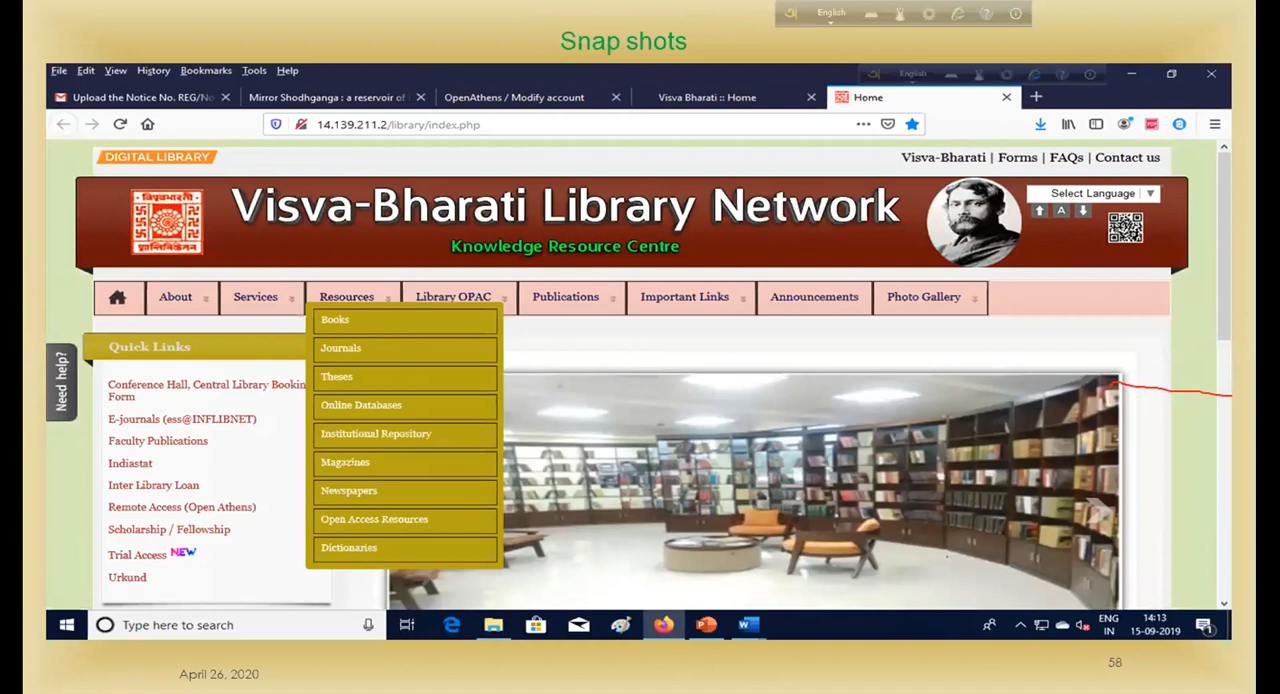 English
Snap shots
File Edit View History Bookmarks Tools Help
English
Upload the Notice No. REG/No
Mirror Shodhganga : a reservoir of
OpenAthens / Modify account
Visva Bharati :: Home
Home
14.139.211.2/library/index.php
DIGITAL LIBRARY
Visva-Bharati | Forms | FAQs | Contact us
Visva-Bharati Library Network
Knowledge Resource Centre
Select Language
A
About
Services
Resources
Library OPAC
Publications
Important Links
Announcements
Photo Gallery
Books
Journals
Theses
Online Databases
Institutional Repository
Magazines
Newspapers
Open Access Resources
Dictionaries
Need help?
Quick Links
Conference Hall, Central Library Bookin
Form
E-journals (ess@INFLIBNET)
Faculty Publications
Indiastat
Inter Library Loan
Remote Access (Open Athens)
Scholarship / Fellowship
Trial Access NEW
Urkund
Type here to search
ENG
IN
14:13
15-09-2019
1
April 26, 2020
58